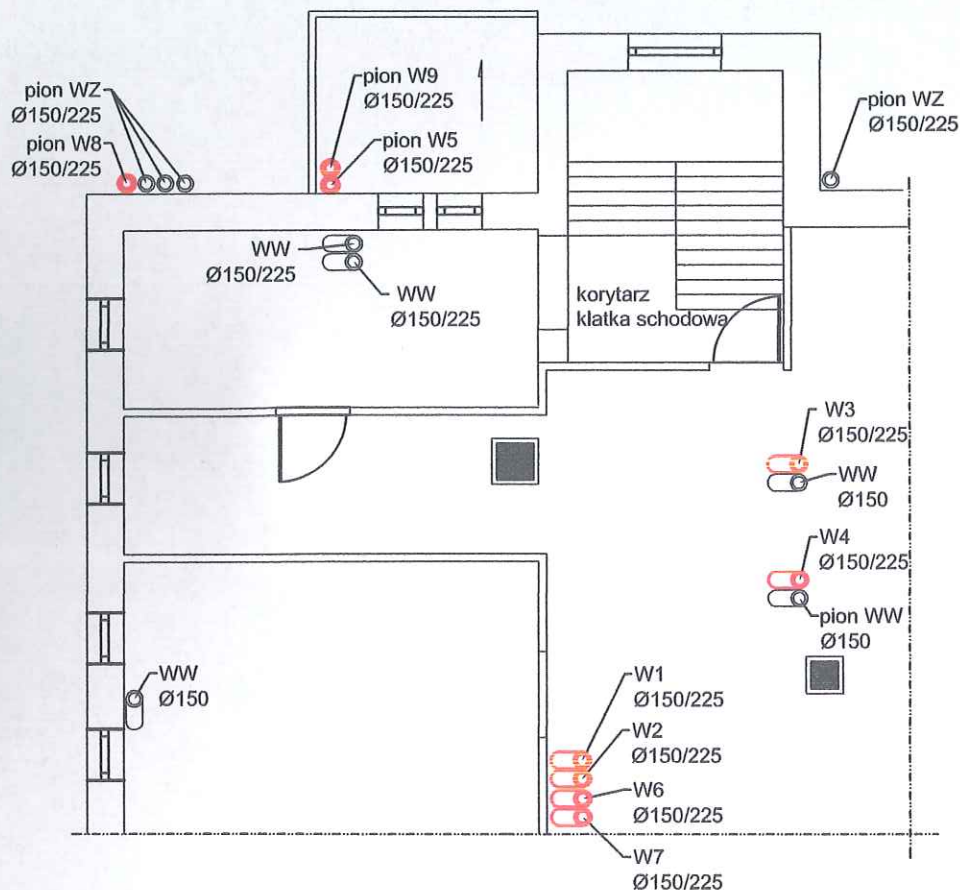 pion WZ
Ø150/225
pion W8
Ø150/225
pion W9
Ø150/225
pion W5
Ø150/225
pion WZ
Ø150/225
WW
Ø150/225
WW
Ø150/225
korytarz
klatka schodowa
W3
Ø150/225
WW
Ø150
W4
Ø150/225
pion WW
Ø150
WW
Ø150
W1
Ø150/225
W2
Ø150/225
W6
Ø150/225
W7
Ø150/225